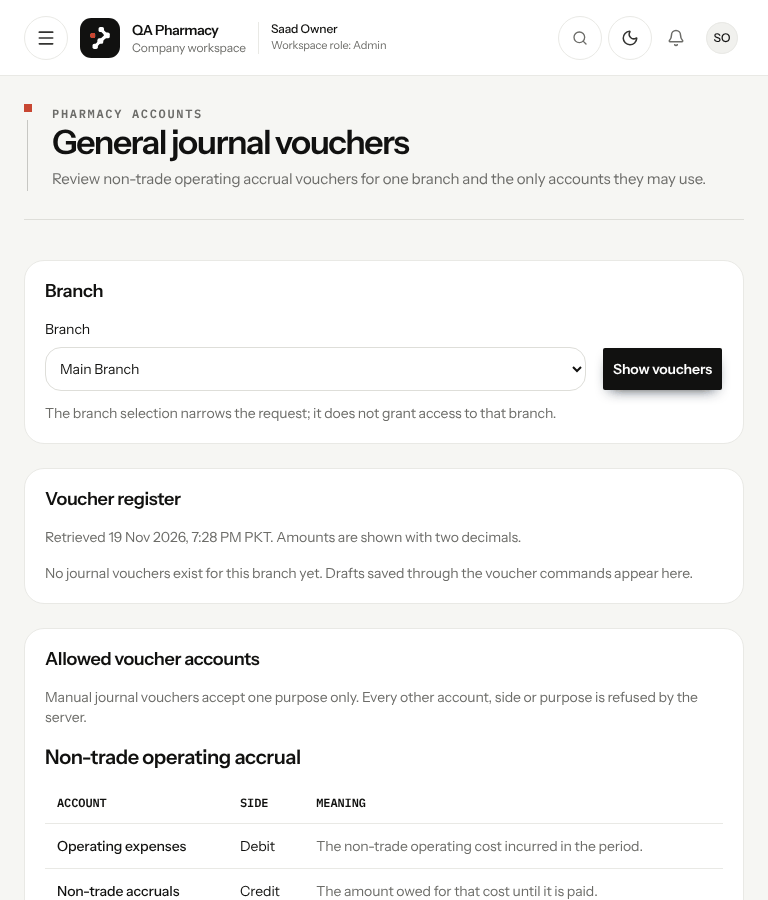 QA Pharmacy
Company workspace
Saad Owner
Workspace role: Admin
SO
PHARMACY ACCOUNTS
General journal vouchers
Review non-trade operating accrual vouchers for one branch and the only accounts they may use.
Branch
Branch
Main Branch
Show vouchers
The branch selection narrows the request; it does not grant access to that branch.
Voucher register
Retrieved 19 Nov 2026, 7:28 PM PKT. Amounts are shown with two decimals.
No journal vouchers exist for this branch yet. Drafts saved through the voucher commands appear here.
Allowed voucher accounts
Manual journal vouchers accept one purpose only. Every other account, side or purpose is refused by the
server.
Non-trade operating accrual
ACCOUNT SIDE MEANING
Operating expenses Debit The non-trade operating cost incurred in the period.
Non-trade accruals Credit The amount owed for that cost until it is paid.